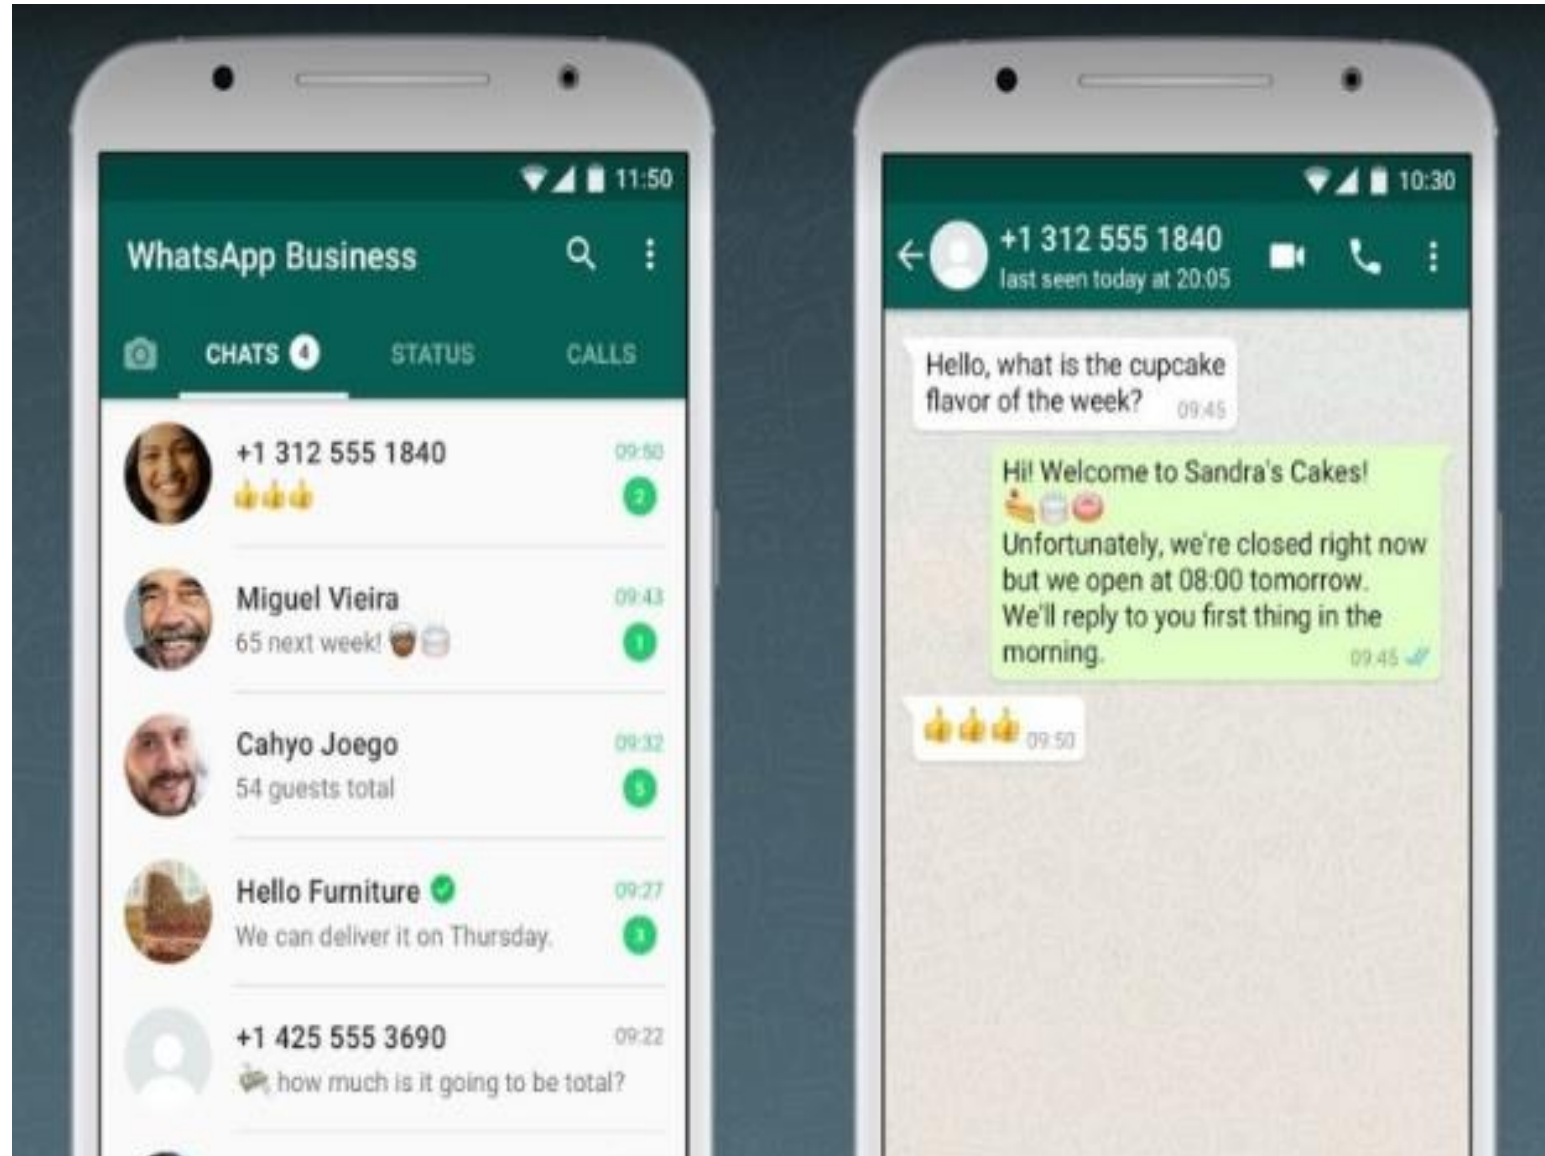 11:50
WhatsApp Business
CHATS 4
STATUS
CALLS
+1 312 555 1840
09:50
👍👍👍
2
Miguel Vieira
09:43
65 next week!
1
Cahyo Joego
09:32
54 guests total
5
Hello Furniture
09:27
We can deliver it on Thursday.
3
+1 425 555 3690
09:22
how much is it going to be total?
10:30
+1 312 555 1840
last seen today at 20:05
Hello, what is the cupcake
flavor of the week?
09:45
Hi! Welcome to Sandra's Cakes!
🍰🎂🍩
Unfortunately, we're closed right now
but we open at 08:00 tomorrow.
We'll reply to you first thing in the
morning.
09:45
👍👍👍 09:50